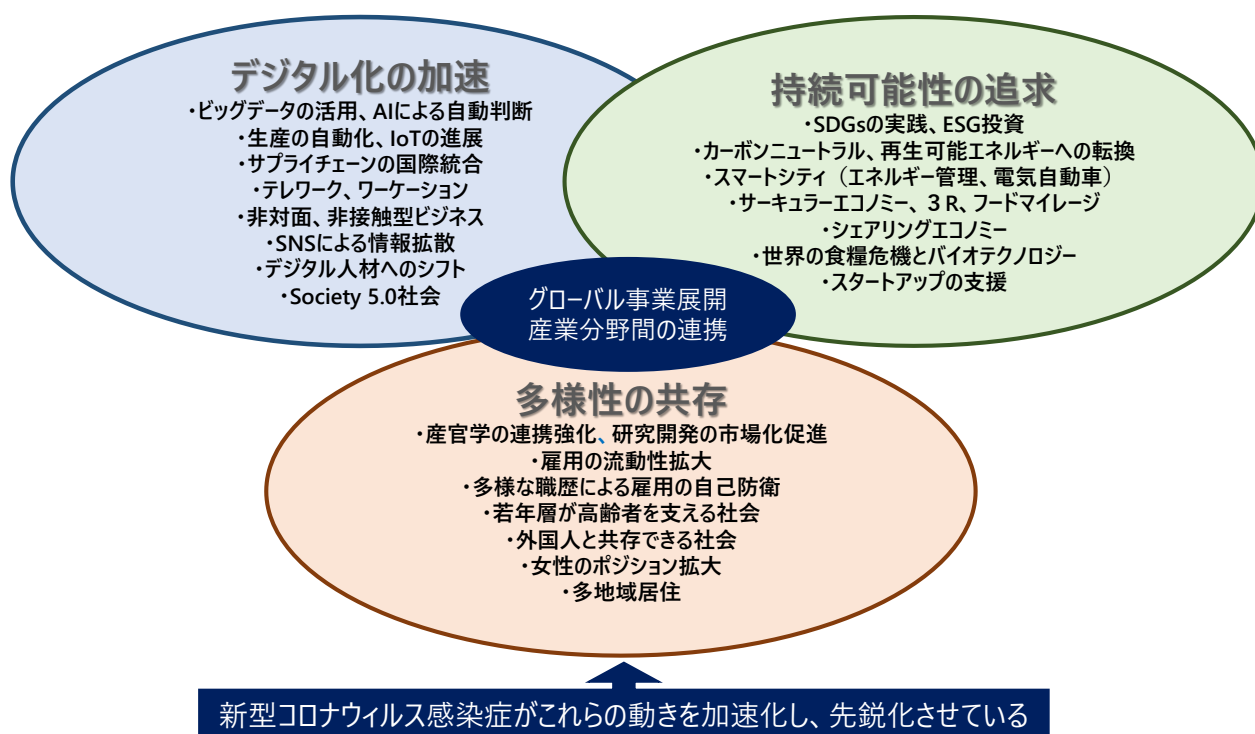 デジタル化の加速
・ビッグデータの活用、AIによる自動判断
・生産の自動化、IoTの進展
・サプライチェーンの国際統合
・テレワーク、ワーケーション
・非対面、非接触型ビジネス
・SNSによる情報拡散
・デジタル人材へのシフト
・Society 5.0社会
持続可能性の追求
・SDGsの実践、ESG投資
・カーボンニュートラル、再生可能エネルギーへの転換
・スマートシティ（エネルギー管理、電気自動車）
・サーキュラーエコノミー、３R、フードマイレージ
・シェアリングエコノミー
・世界の食糧危機とバイオテクノロジー
・スタートアップの支援
グローバル事業展開
産業分野間の連携
多様性の共存
・産官学の連携強化、研究開発の市場化促進
・雇用の流動性拡大
・多様な職歴による雇用の自己防衛
・若年層が高齢者を支える社会
・外国人と共存できる社会
・女性のポジション拡大
・多地域居住
新型コロナウィルス感染症がこれらの動きを加速化し、先鋭化させている